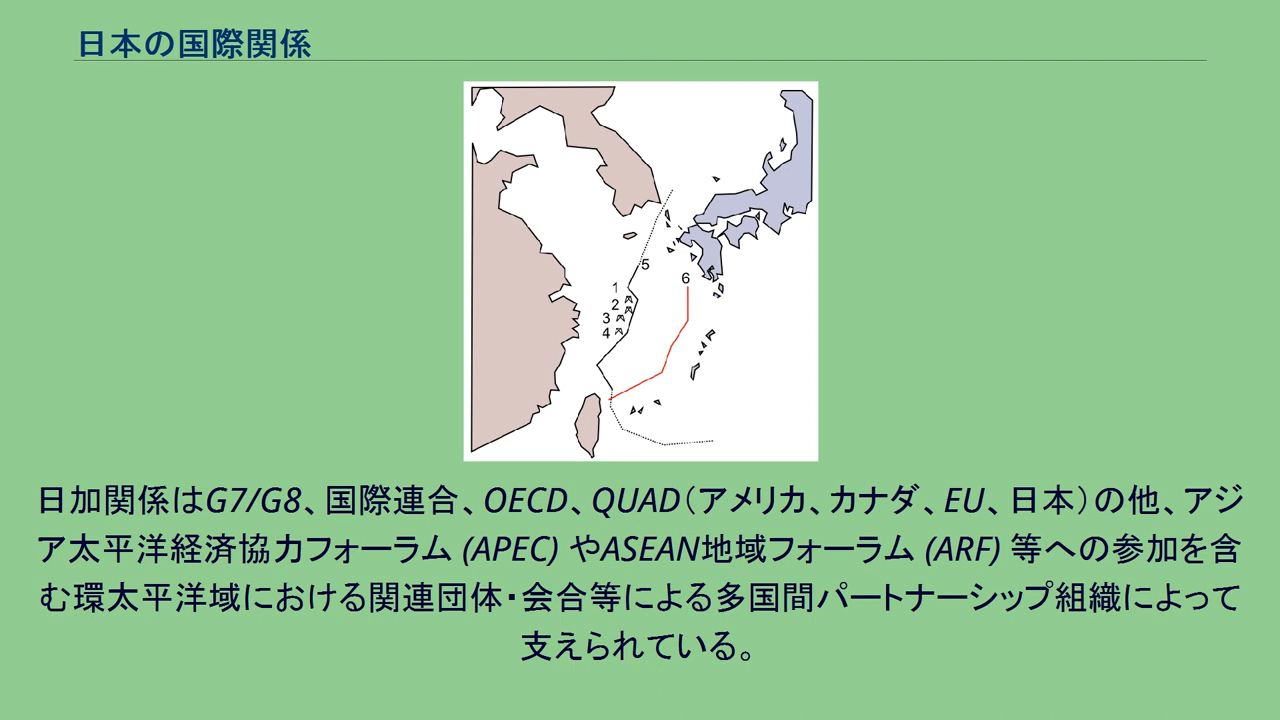 日本の国際関係
5
6
1
2
3
4
日加関係はG7/G8、国際連合、OECD、QUAD（アメリカ、カナダ、EU、日本）の他、アジ
ア太平洋経済協力フォーラム (APEC) やASEAN地域フォーラム (ARF) 等への参加を含
む環太平洋域における関連団体・会合等による多国間パートナーシップ組織によって
支えられている。